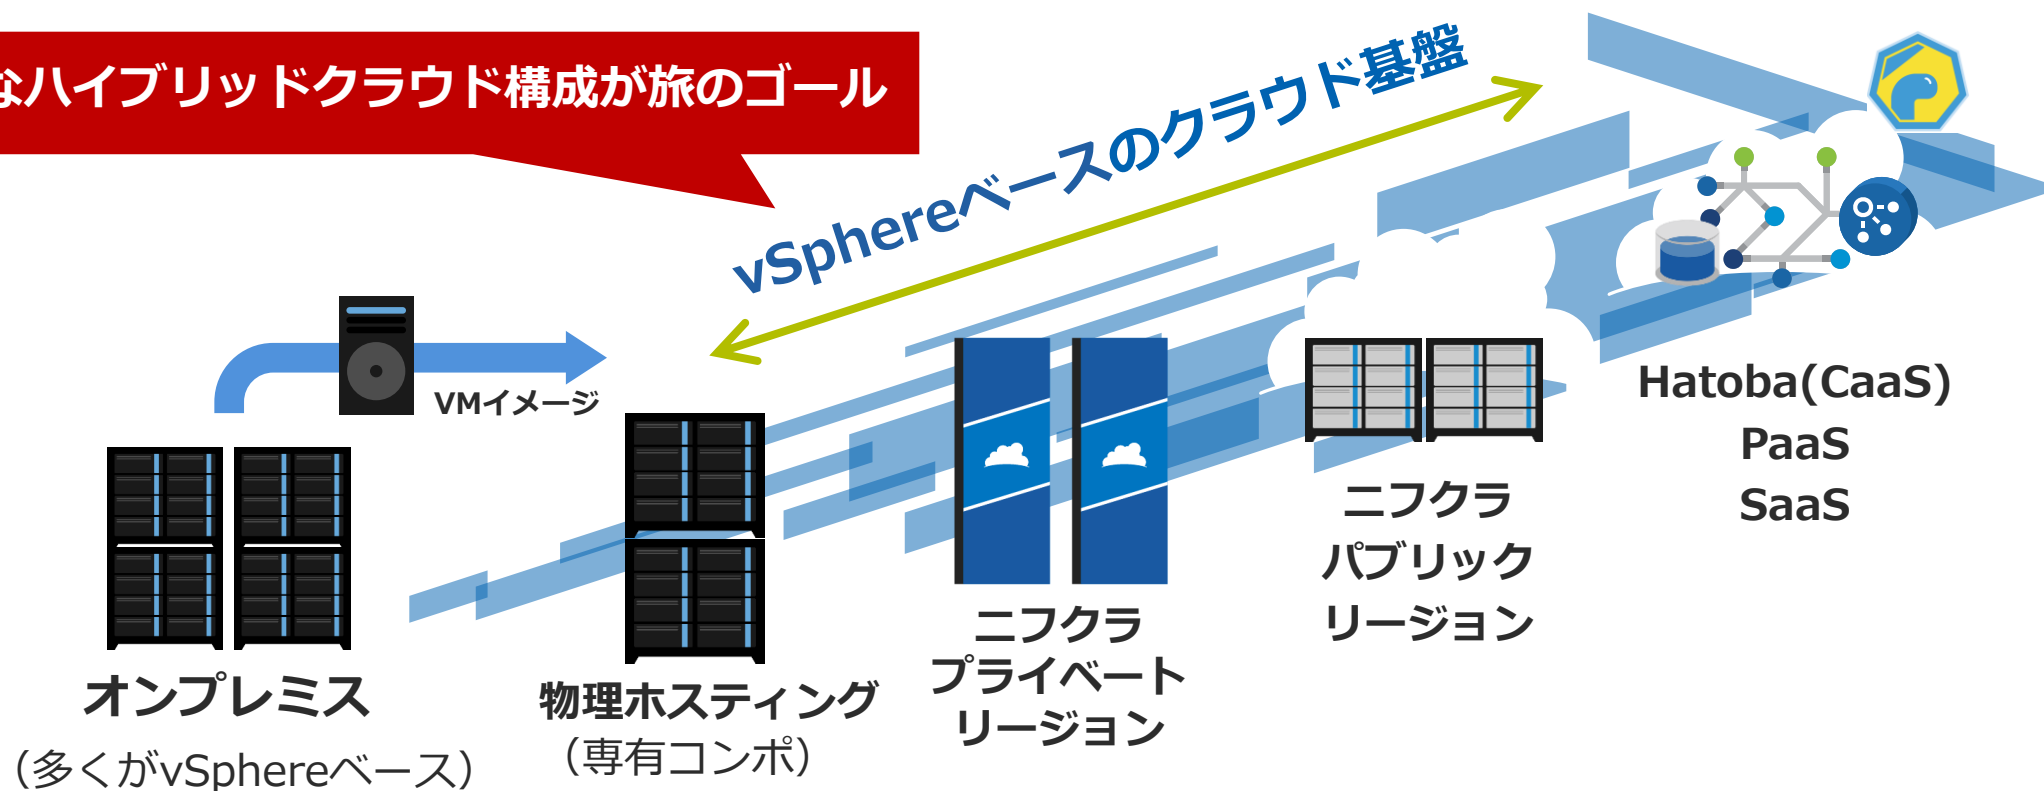 なハイブリッドクラウド構成が旅のゴール
vSphereベースのクラウド基盤
VMイメージ
オンプレミス
（多くがvSphereベース）
物理ホスティング
（専有コンポ）
ニフクラ
プライベート
リージョン
ニフクラ
パブリック
リージョン
Hatoba(CaaS)
PaaS
SaaS